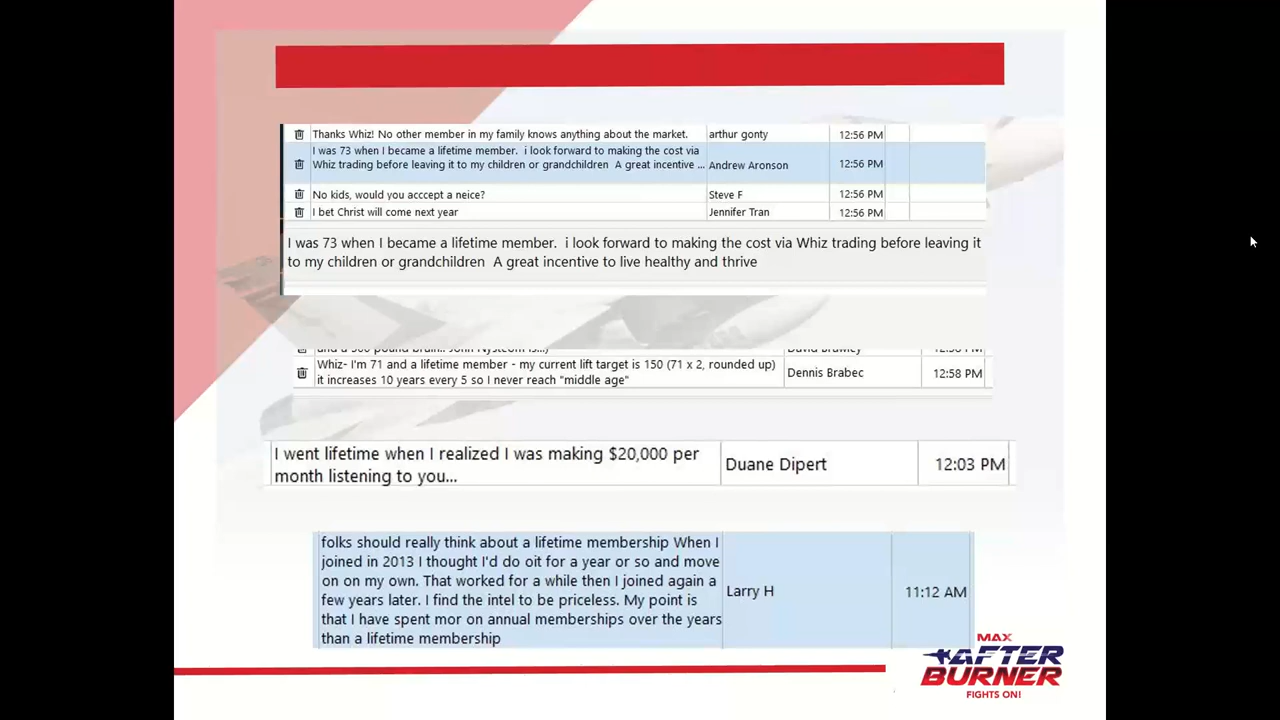 Thanks Whiz! No other member in my family knows anything about the market. arthur gonty 12:56 PM
I was 73 when I became a lifetime member. i look forward to making the cost via
Whiz trading before leaving it to my children or grandchildren A great incentive ... Andrew Aronson 12:56 PM
No kids, would you acccept a neice? Steve F 12:56 PM
I bet Christ will come next year Jennifer Tran 12:56 PM
I was 73 when I became a lifetime member. i look forward to making the cost via Whiz trading before leaving it
to my children or grandchildren A great incentive to live healthy and thrive
Whiz- I'm 71 and a lifetime member - my current lift target is 150 (71 x 2, rounded up)
it increases 10 years every 5 so I never reach "middle age" Dennis Brabec 12:58 PM
I went lifetime when I realized I was making $20,000 per
month listening to you... Duane Dipert 12:03 PM
folks should really think about a lifetime membership When I
joined in 2013 I thought I'd do oit for a year or so and move
on on my own. That worked for a while then I joined again a
few years later. I find the intel to be priceless. My point is
that I have spent mor on annual memberships over the years
than a lifetime membership
Larry H 11:12 AM
MAX
AFTER
BURNER
FIGHTS ON!